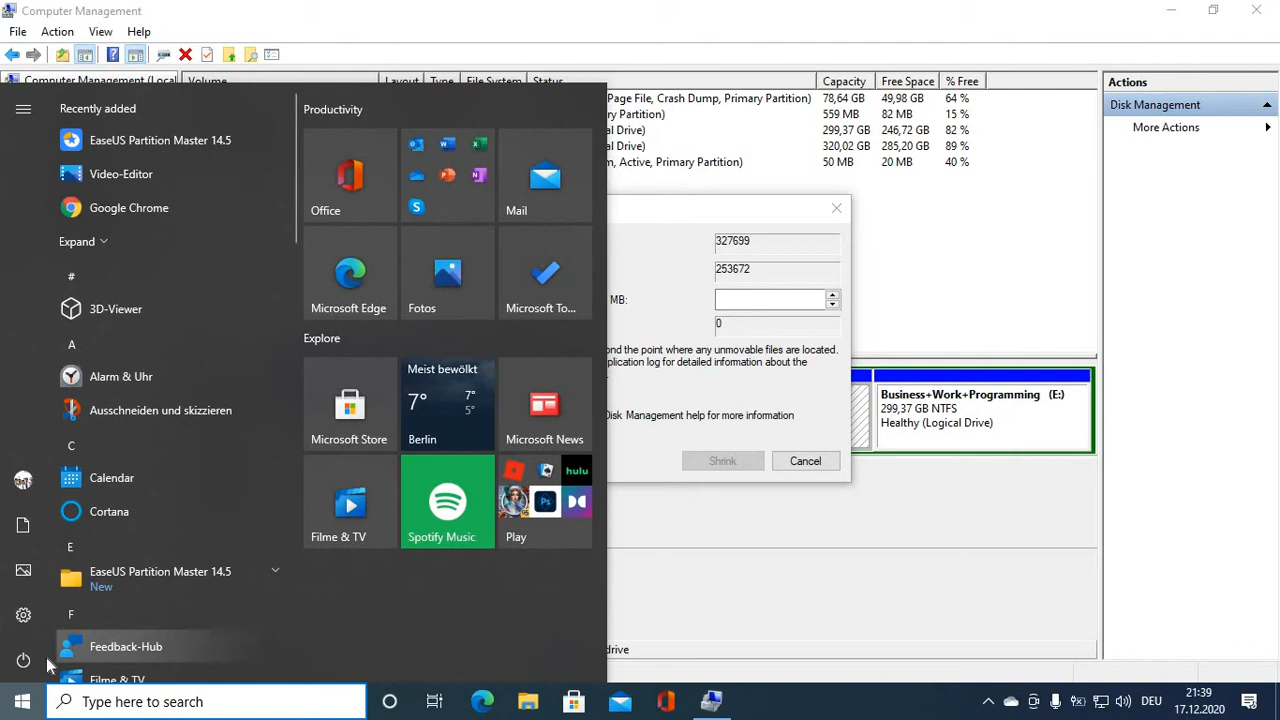 Computer Management
File Action View Help
Computer Management (Local
Volume Layout Type File System Status Capacity Free Space % Free
Page File, Crash Dump, Primary Partition) 78,64 GB 49,98 GB 64 %
ry Partition) 559 MB 82 MB 15 %
al Drive) 299,37 GB 246,72 GB 82 %
al Drive) 320,02 GB 285,20 GB 89 %
m, Active, Primary Partition) 50 MB 20 MB 40 %
Actions
Disk Management
More Actions
Recently added
EaseUS Partition Master 14.5
Video-Editor
Google Chrome
Expand
#
3D-Viewer
A
Alarm & Uhr
Ausschneiden und skizzieren
C
Calendar
Cortana
E
EaseUS Partition Master 14.5
New
F
Feedback-Hub
Filme & TV
Productivity
Office
Mail
Microsoft Edge
Fotos
Microsoft To...
Explore
Microsoft Store
Meist bewölkt
7°
7°
5°
Berlin
Microsoft News
Filme & TV
Spotify Music
hulu
Ps
Play
327699
253672
MB:
0
ond the point where any unmovable files are located.
plication log for detailed information about the
Disk Management help for more information
Shrink Cancel
Business+Work+Programming (E:)
299,37 GB NTFS
Healthy (Logical Drive)
drive
Type here to search
DEU
21:39
17.12.2020